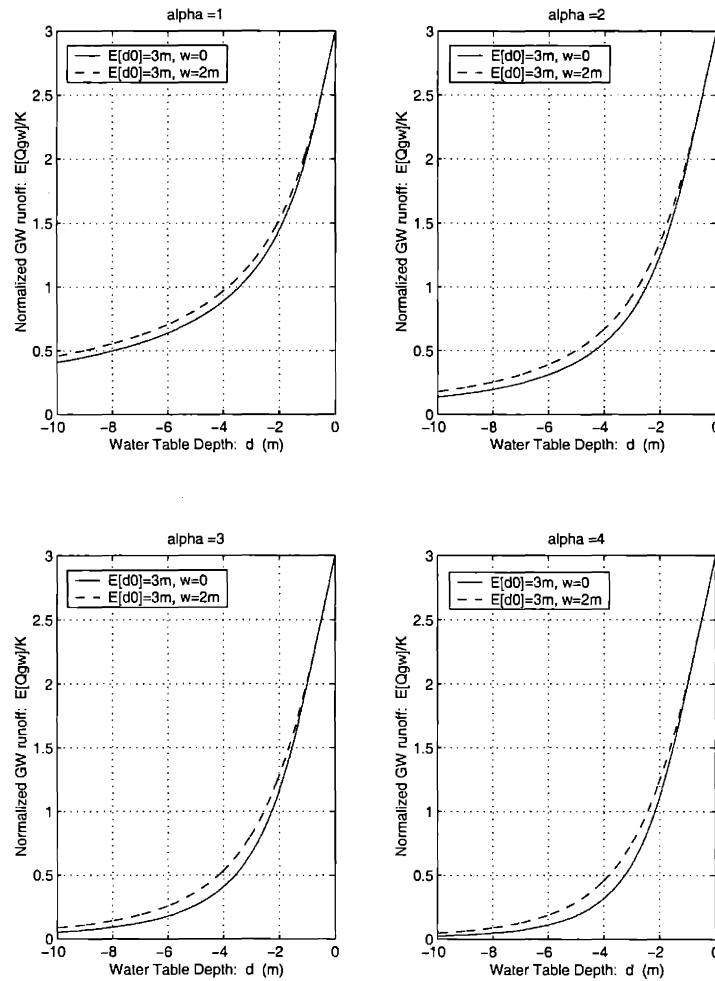 alpha =1
3
2.5
2
1.5
1
0.5
0
Normalized GW runoff: E[Qgw]/K
E[d0]=3m, w=0
E[d0]=3m, w=2m
−10 −8 −6 −4 −2 0
Water Table Depth: d (m)
alpha =2
3
2.5
2
1.5
1
0.5
0
Normalized GW runoff: E[Qgw]/K
E[d0]=3m, w=0
E[d0]=3m, w=2m
−10 −8 −6 −4 −2 0
Water Table Depth: d (m)
alpha =3
3
2.5
2
1.5
1
0.5
0
Normalized GW runoff: E[Qgw]/K
E[d0]=3m, w=0
E[d0]=3m, w=2m
−10 −8 −6 −4 −2 0
Water Table Depth: d (m)
alpha =4
3
2.5
2
1.5
1
0.5
0
Normalized GW runoff: E[Qgw]/K
E[d0]=3m, w=0
E[d0]=3m, w=2m
−10 −8 −6 −4 −2 0
Water Table Depth: d (m)